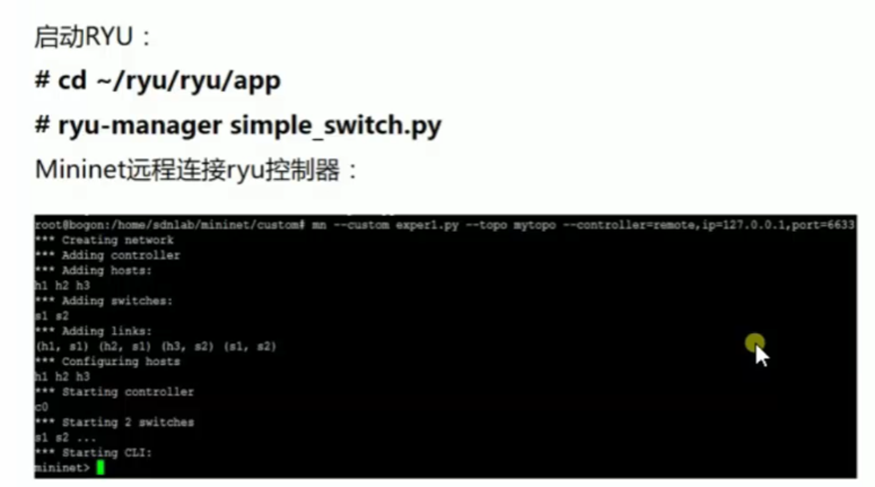 启动RYU：
# cd ~/ryu/ryu/app
# ryu-manager simple_switch.py
Mininet远程连接ryu控制器：
root@bogon:/home/sdnlab/mininet/custom# mn --custom exper1.py --topo mytopo --controller=remote,ip=127.0.0.1,port=6633
*** Creating network
*** Adding controller
*** Adding hosts:
h1 h2 h3
*** Adding switches:
s1 s2
*** Adding links:
(h1, s1) (h2, s1) (h3, s2) (s1, s2)
*** Configuring hosts
h1 h2 h3
*** Starting controller
c0
*** Starting 2 switches
s1 s2 ...
*** Starting CLI:
mininet>